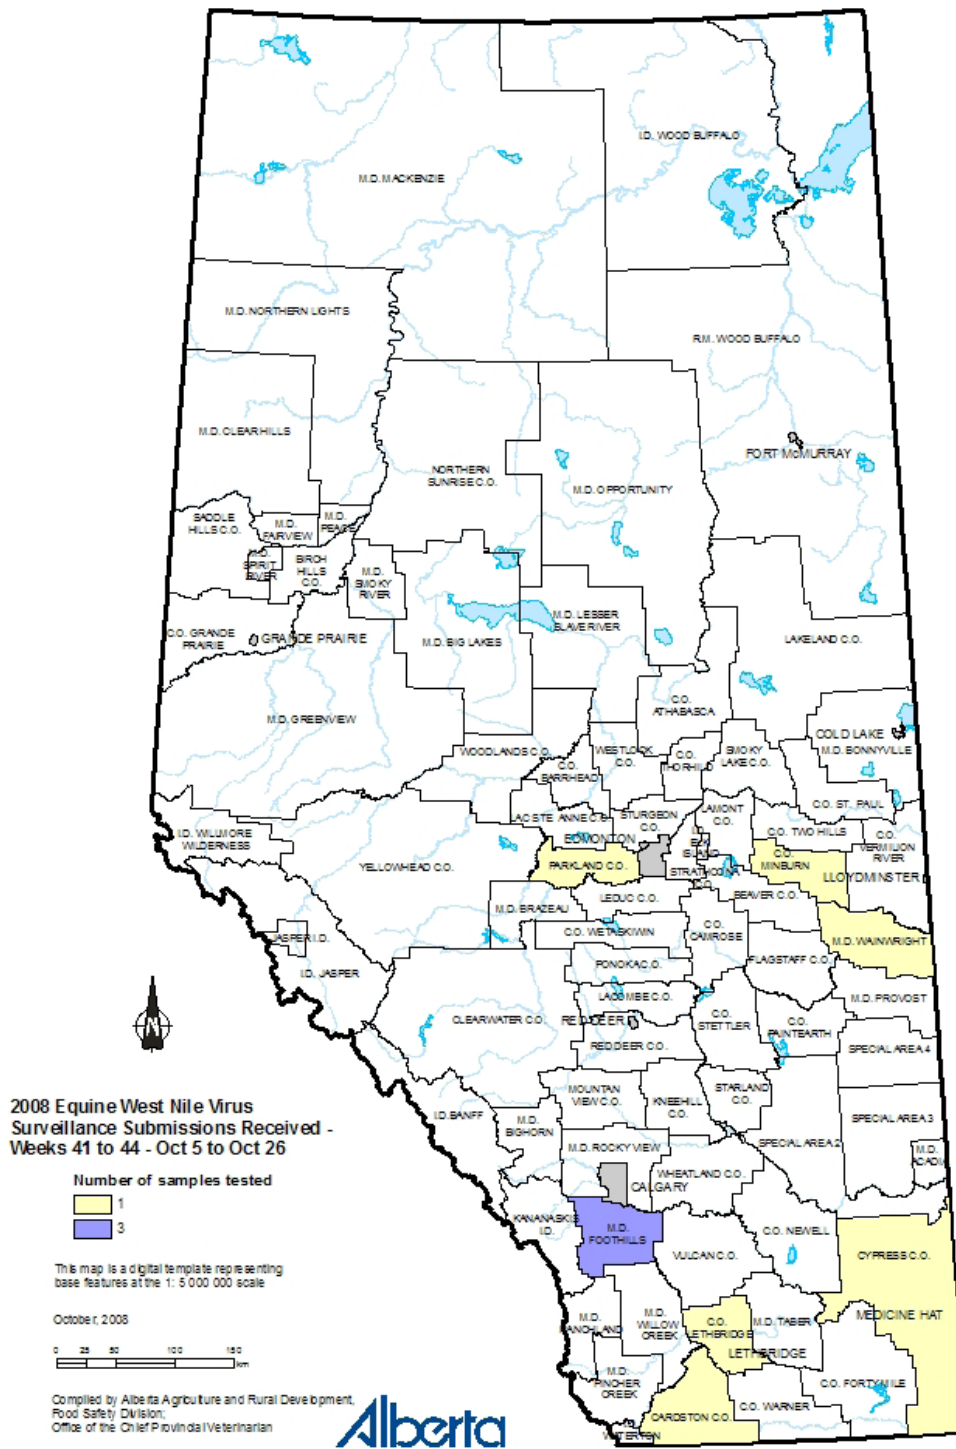 I.D. WOOD BUFFALO
M.D. MACKENZIE
M.D. NORTHERN LIGHTS
R.M. WOOD BUFFALO
M.D. CLEAR HILLS
FORT McMURRAY
NORTHERN
SUNRISE C.O.
M.D. OPPORTUNITY
SADDLE
HILLS C.O.
M.D.
FAIRVIEW
M.D.
PEACE
M.D.
SPIRIT
RIVER
BIRCH
HILLS
C.O.
M.D.
SMOKY
RIVER
M.D. LESSER
SLAVE RIVER
C.O. GRANDE
PRAIRIE
GRANDE PRAIRIE
M.D. BIG LAKES
LAKELAND C.O.
C.O.
ATHABASCA
M.D. GREENVIEW
COLD LAKE
M.D. BONNYVILLE
WOODLANDS C.O.
WESTLOCK
C.O.
C.O.
THORHILD
SMOKY
LAKE C.O.
C.O.
BARRHEAD
C.O. ST. PAUL
LAC STE ANNE C.O.
STURGEON
C.O.
LAMONT
C.O.
I.D. WILLMORE
WILDERNESS
EDMONTON
I.D.
ELK
ISLAND
C.O. TWO HILLS
C.O.
VERMILION
RIVER
YELLOWHEAD C.O.
PARKLAND C.O.
STRATHCONA
C.O.
C.O.
MINBURN
LLOYDMINSTER
LEDUC C.O.
BEAVER C.O.
M.D. BRAZEAU
C.O. WETASKIWIN
C.O.
CAMROSE
M.D. WAINWRIGHT
JASPER I.D.
PONOKA C.O.
FLAGSTAFF C.O.
I.D. JASPER
LACOMBE C.O.
M.D. PROVOST
CLEARWATER C.O.
RED DEER
C.O.
STETTLER
C.O.
PAINTEARTH
RED DEER C.O.
SPECIAL AREA 4
N
MOUNTAIN
VIEW C.O.
KNEEHILL
C.O.
STARLAND
C.O.
I.D. BANFF
M.D.
BIGHORN
SPECIAL AREA 3
SPECIAL AREA 2
M.D. ROCKY VIEW
M.D.
ACADIA
WHEATLAND C.O.
CALGARY
KANANASKIS
I.D.
M.D.
FOOTHILLS
C.O. NEWELL
VULCAN C.O.
CYPRESS C.O.
M.D.
RANCHLAND
M.D.
WILLOW
CREEK
C.O.
LETHBRIDGE
M.D. TABER
MEDICINE HAT
LETHBRIDGE
M.D.
PINCHER
CREEK
C.O. FORTY MILE
C.O. WARNER
CARDSTON C.O.
I.D.
WATERTON
2008 Equine West Nile Virus
Surveillance Submissions Received -
Weeks 41 to 44 - Oct 5 to Oct 26
Number of samples tested
1
3
This map is a digital template representing
base features at the 1: 5 000 000 scale
October, 2008
0 25 50 100 150
km
Compiled by Alberta Agriculture and Rural Development,
Food Safety Division;
Office of the Chief Provincial Veterinarian
Alberta